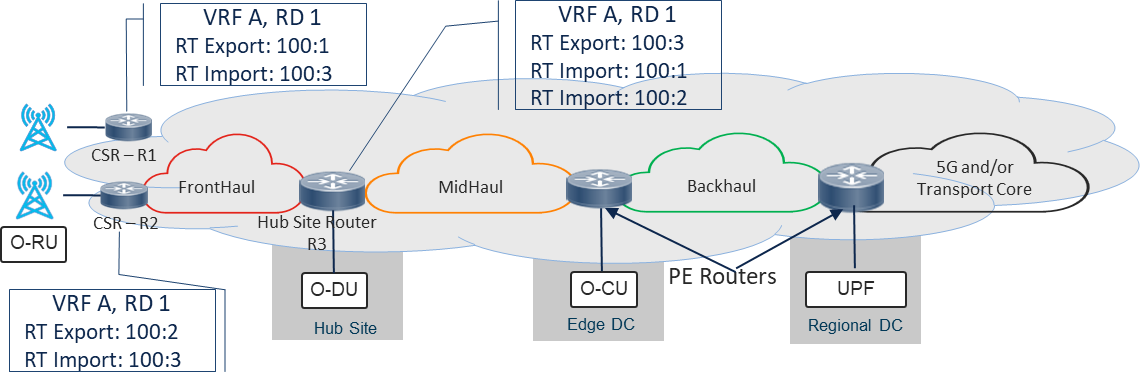 VRF A, RD 1
RT Export: 100:1
RT Import: 100:3
VRF A, RD 1
RT Export: 100:3
RT Import: 100:1
RT Import: 100:2
CSR – R1
FrontHaul
MidHaul
Backhaul
5G and/or
Transport Core
CSR – R2
Hub Site Router
R3
O-RU
PE Routers
O-DU
O-CU
UPF
Hub Site
Edge DC
Regional DC
VRF A, RD 1
RT Export: 100:2
RT Import: 100:3